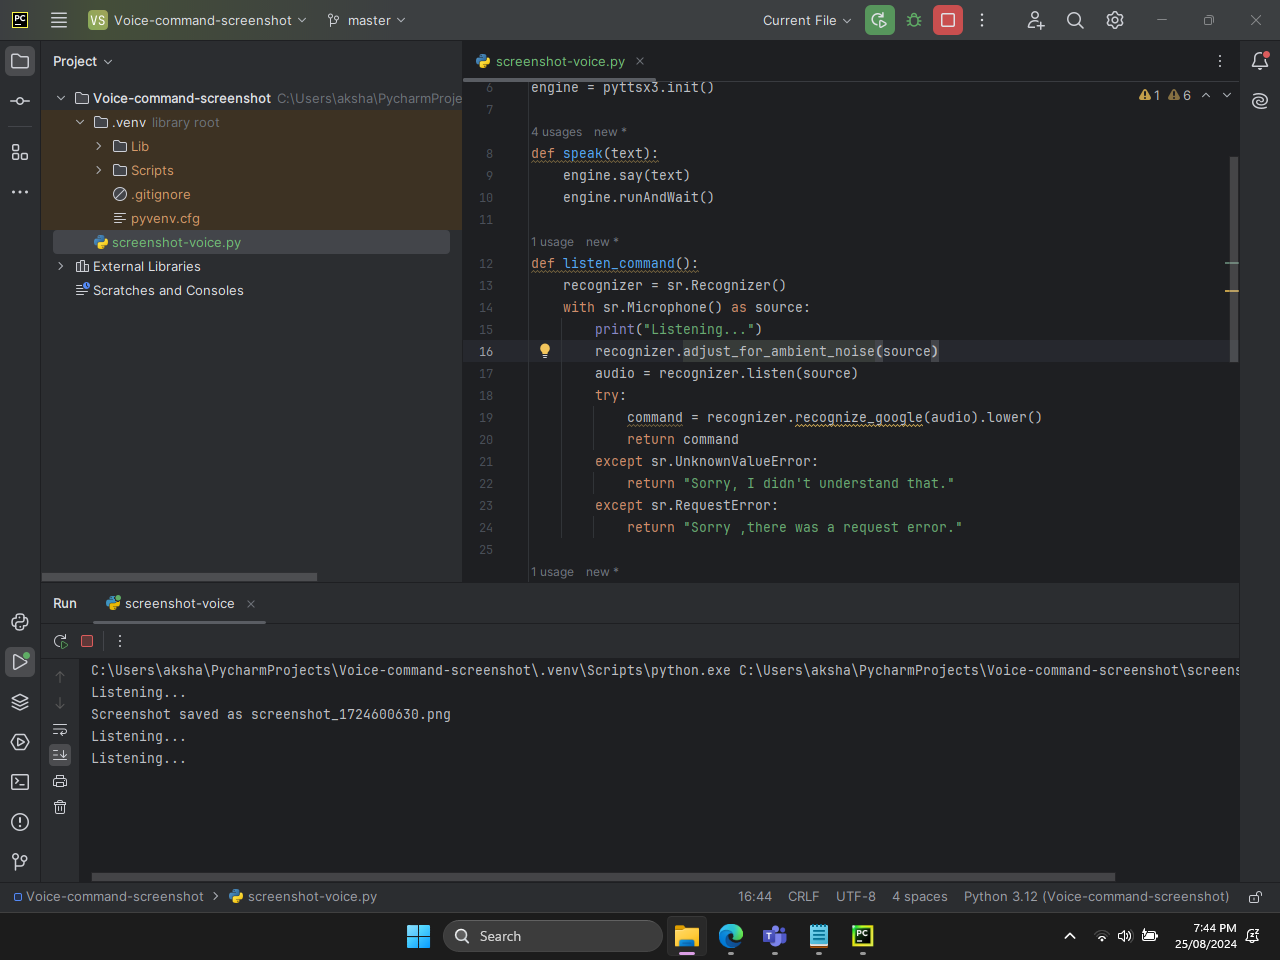 PC
VS Voice-command-screenshot master Current File
Project
screenshot-voice.py
Voice-command-screenshot C:\Users\aksha\PycharmProje
.venv library root
Lib
Scripts
.gitignore
pyvenv.cfg
screenshot-voice.py
External Libraries
Scratches and Consoles
1 6
6 engine = pyttsx3.init()
7
4 usages new *
8 def speak(text):
9 engine.say(text)
10 engine.runAndWait()
11
1 usage new *
12 def listen_command():
13 recognizer = sr.Recognizer()
14 with sr.Microphone() as source:
15 print("Listening...")
16 recognizer.adjust_for_ambient_noise(source)
17 audio = recognizer.listen(source)
18 try:
19 command = recognizer.recognize_google(audio).lower()
20 return command
21 except sr.UnknownValueError:
22 return "Sorry, I didn't understand that."
23 except sr.RequestError:
24 return "Sorry ,there was a request error."
25
1 usage new *
Run screenshot-voice
C:\Users\aksha\PycharmProjects\Voice-command-screenshot\.venv\Scripts\python.exe C:\Users\aksha\PycharmProjects\Voice-command-screenshot\screens
Listening...
Screenshot saved as screenshot_1724600630.png
Listening...
Listening...
Voice-command-screenshot screenshot-voice.py 16:44 CRLF UTF-8 4 spaces Python 3.12 (Voice-command-screenshot)
Search
PC
7:44 PM
25/08/2024